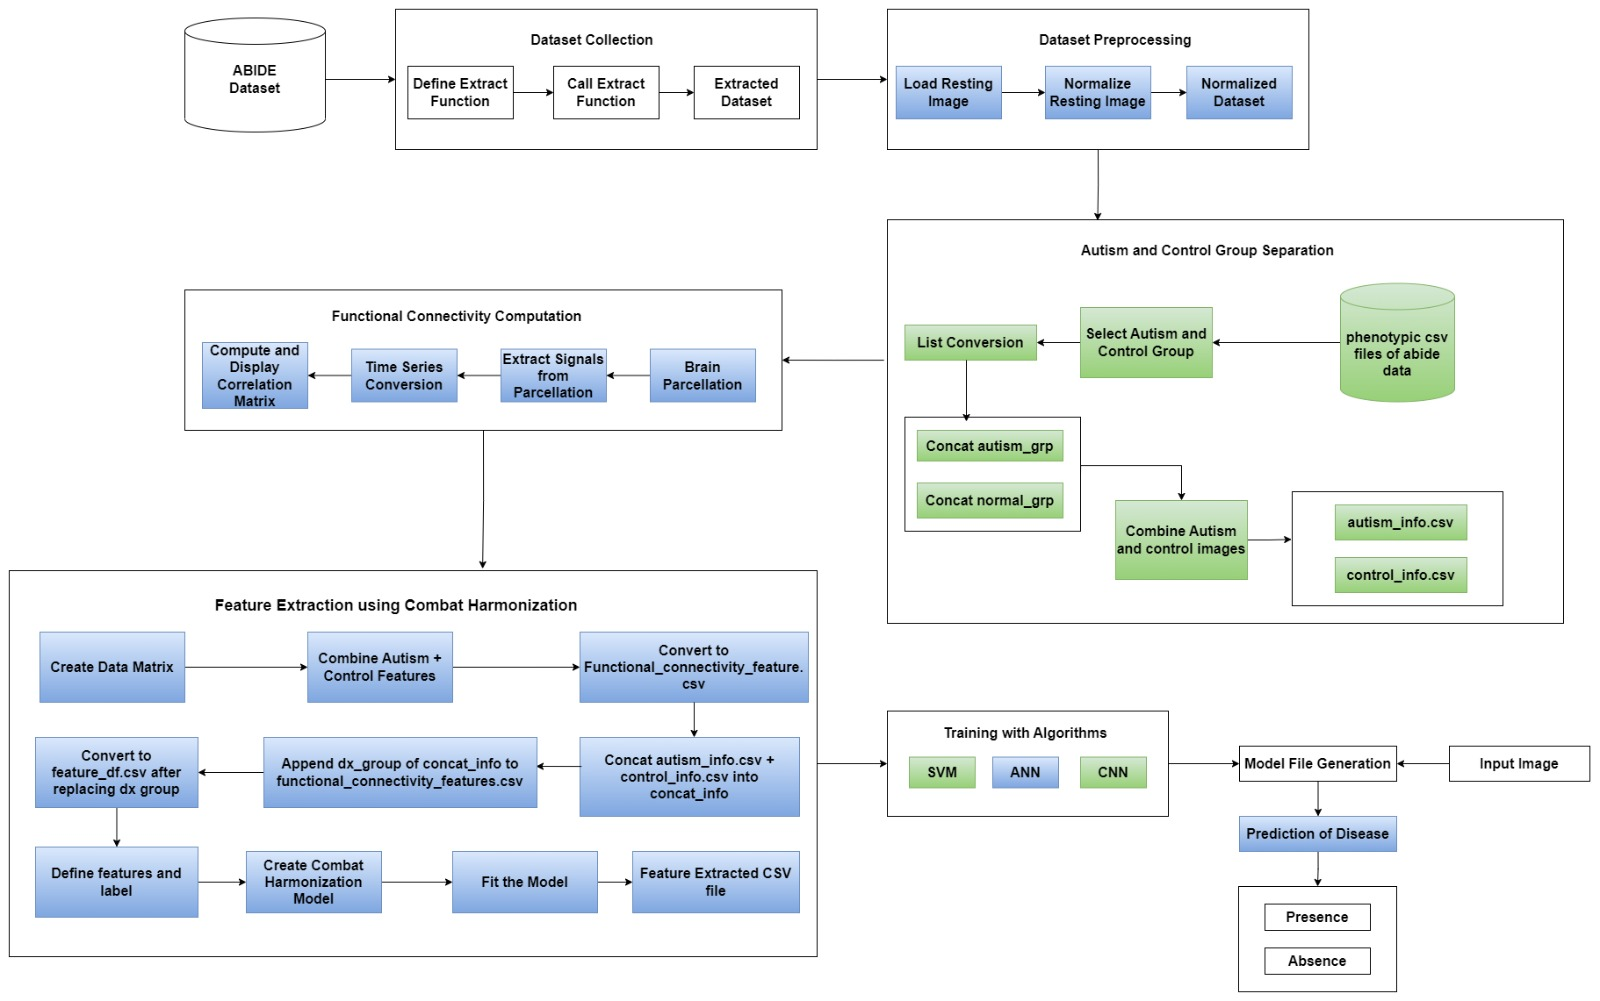 ABIDE
Dataset
Dataset Collection
Define Extract
Function
Call Extract
Function
Extracted
Dataset
Dataset Preprocessing
Load Resting
Image
Normalize
Resting Image
Normalized
Dataset
Autism and Control Group Separation
phenotypic csv
files of abide
data
Select Autism and
Control Group
List Conversion
Concat autism_grp
Concat normal_grp
Combine Autism
and control images
autism_info.csv
control_info.csv
Functional Connectivity Computation
Brain
Parcellation
Extract Signals
from
Parcellation
Time Series
Conversion
Compute and
Display
Correlation
Matrix
Feature Extraction using Combat Harmonization
Create Data Matrix
Combine Autism +
Control Features
Convert to
Functional_connectivity_feature.
csv
Concat autism_info.csv +
control_info.csv into
concat_info
Append dx_group of concat_info to
functional_connectivity_features.csv
Convert to
feature_df.csv after
replacing dx group
Define features and
label
Create Combat
Harmonization
Model
Fit the Model
Feature Extracted CSV
file
Training with Algorithms
SVM
ANN
CNN
Model File Generation
Input Image
Prediction of Disease
Presence
Absence